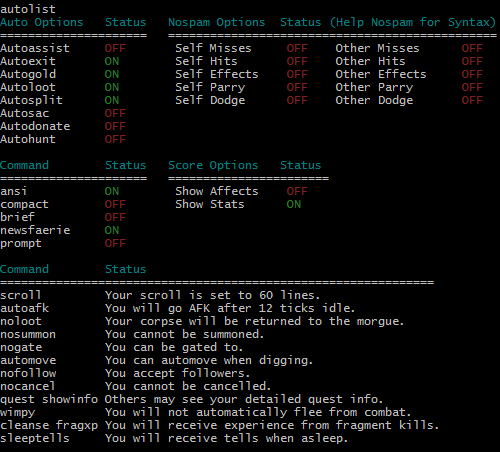 autolist
Auto Options   Status   Nospam Options  Status (Help Nospam for Syntax)
=====================   ===============================================
Autoassist     OFF       Self Misses     OFF    Other Misses      OFF
Autoexit       ON        Self Hits       OFF    Other Hits        OFF
Autogold       ON        Self Effects    OFF    Other Effects     OFF
Autoloot       ON        Self Parry      OFF    Other Parry       OFF
Autosplit      ON        Self Dodge      OFF    Other Dodge       OFF
Autosac        OFF
Autodonate     OFF
Autohunt       OFF
Command        Status   Score Options   Status
=====================   =======================
ansi           ON        Show Affects    OFF
compact        OFF       Show Stats      ON
brief          OFF
newsfaerie     ON
prompt         OFF
Command        Status
==============================================================
scroll         Your scroll is set to 60 lines.
autoafk        You will go AFK after 12 ticks idle.
noloot         Your corpse will be returned to the morgue.
nosummon       You cannot be summoned.
nogate         You can be gated to.
automove       You can automove when digging.
nofollow       You accept followers.
nocancel       You cannot be cancelled.
quest showinfo Others may see your detailed quest info.
wimpy          You will not automatically flee from combat.
cleanse fragxp You will receive experience from fragment kills.
sleeptells     You will receive tells when asleep.